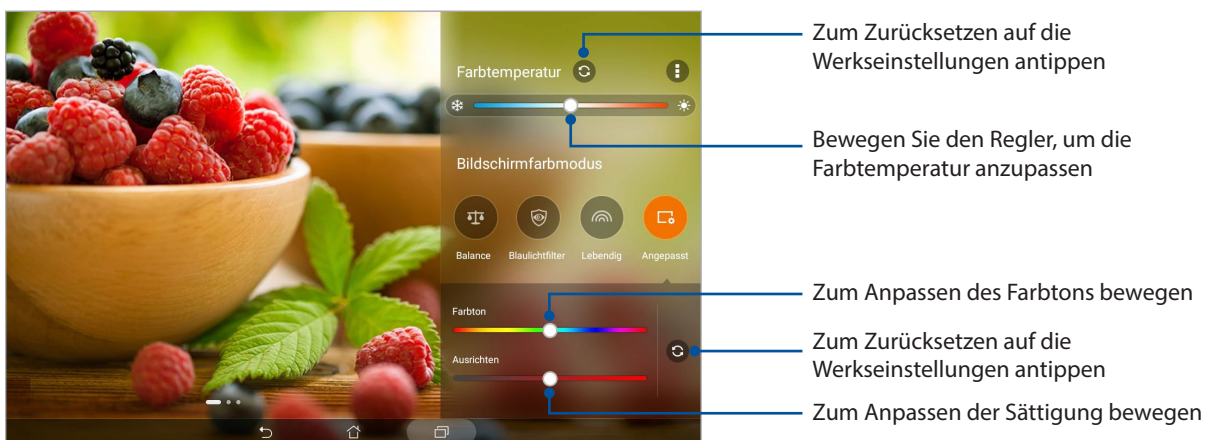 Farbtemperatur
Bildschirmfarbmodus
Balance
Blaulichtfilter
Lebendig
Angepasst
Farbton
Ausrichten
Zum Zurücksetzen auf die
Werkseinstellungen antippen
Bewegen Sie den Regler, um die
Farbtemperatur anzupassen
Zum Anpassen des Farbtons bewegen
Zum Zurücksetzen auf die
Werkseinstellungen antippen
Zum Anpassen der Sättigung bewegen